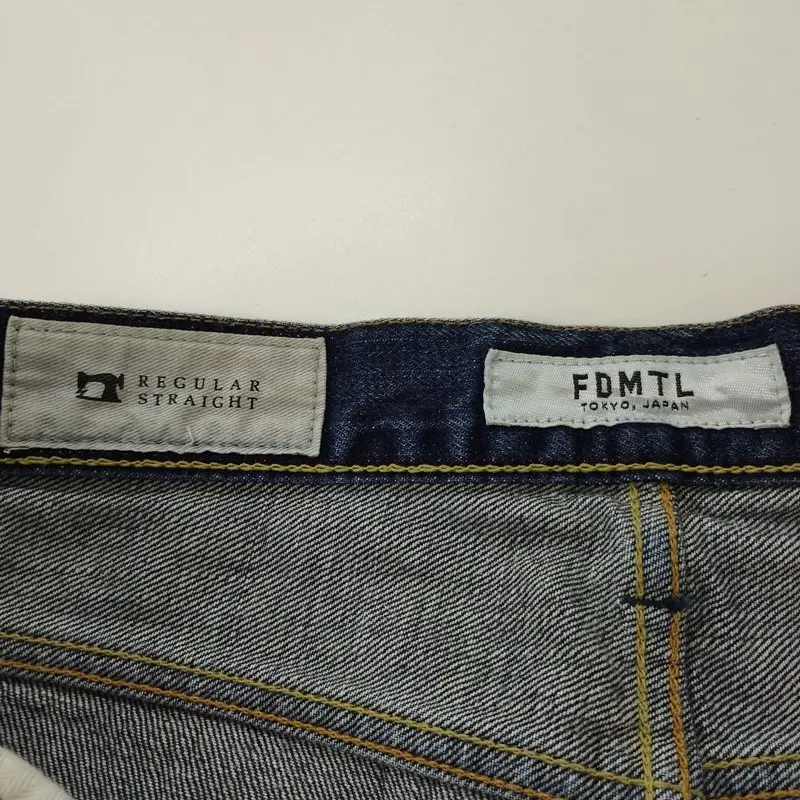 REGULAR
STRAIGHT
FDMTL
TOKYO, JAPAN